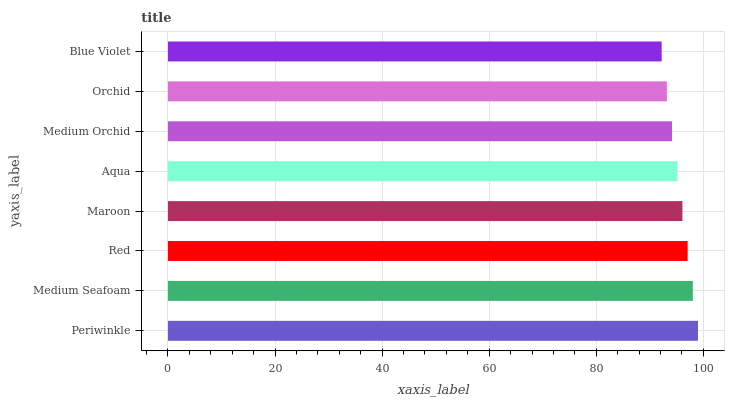 title
Blue Violet
Orchid
Medium Orchid
Aqua
Maroon
Red
Medium Seafoam
Periwinkle
yaxis_label
0 20 40 60 80 100
xaxis_label